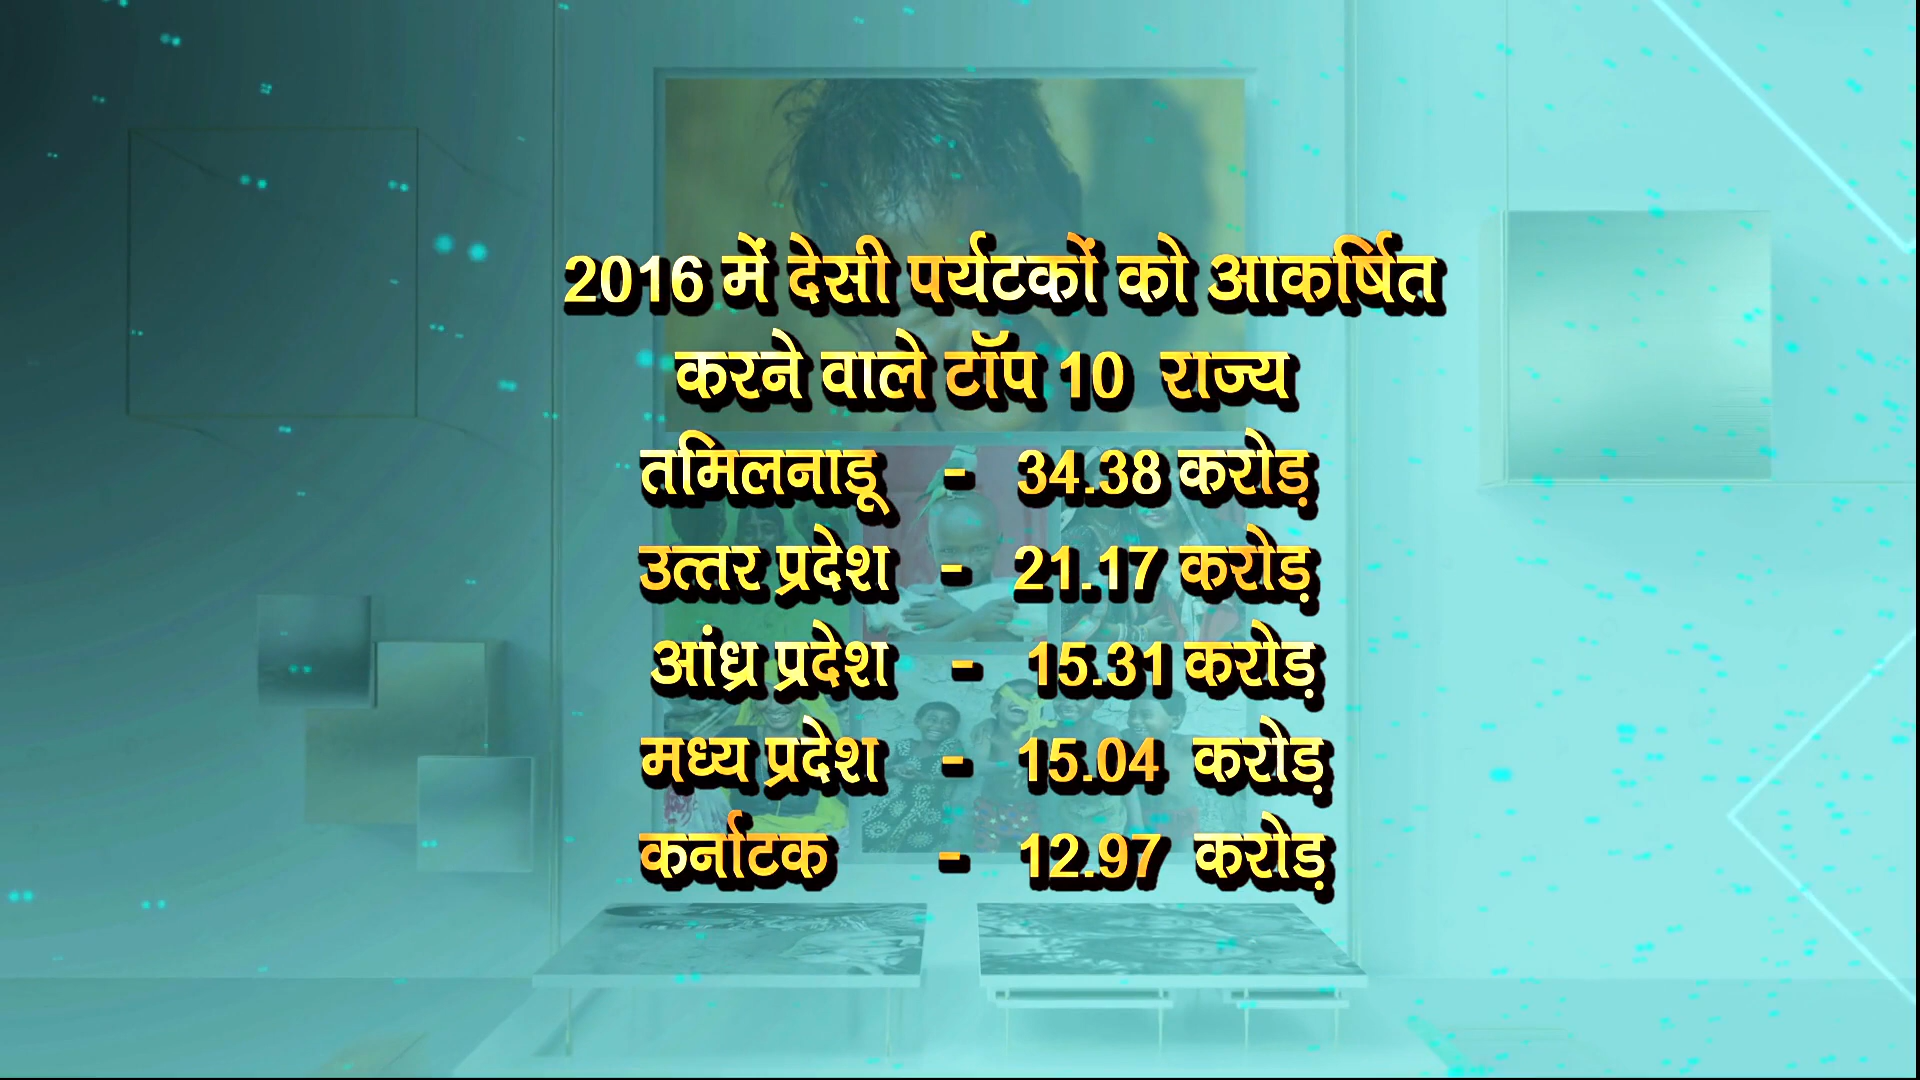 2016 में देसी पर्यटकों को आकर्षित
करने वाले टॉप 10 राज्य
तमिलनाडू - 34.38 करोड़
उत्तर प्रदेश - 21.17 करोड़
आंध्र प्रदेश - 15.31 करोड़
मध्य प्रदेश - 15.04 करोड़
कर्नाटक - 12.97 करोड़